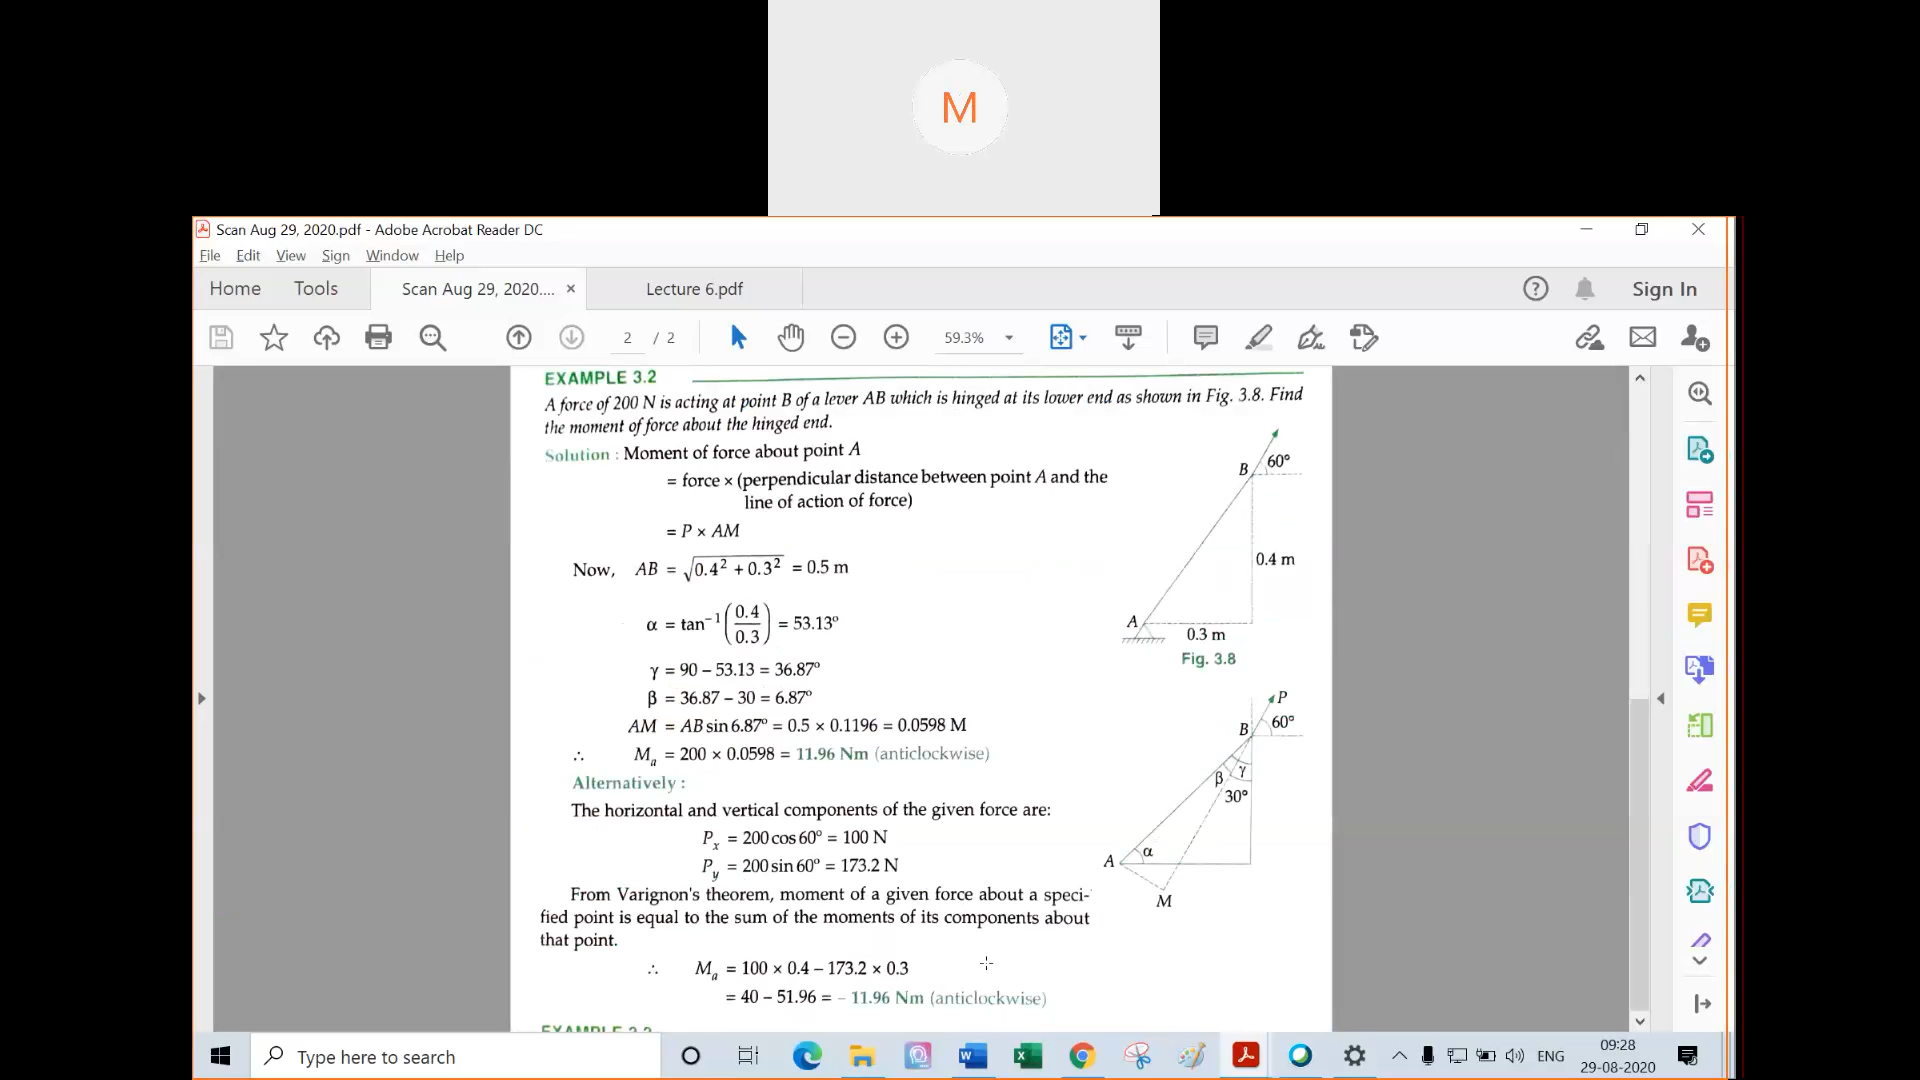 M
Scan Aug 29, 2020.pdf - Adobe Acrobat Reader DC
File Edit View Window Help
Home Tools Scan Aug 29, 2020.... × Lecture 6.pdf Sign In
2 / 2 59.3%
EXAMPLE 3.2
A force of 200 N is acting at point B of a lever AB which is hinged at its lower end as shown in Fig. 3.8. Find
the moment of force about the hinged end.
Solution : Moment of force about point A
= force × (perpendicular distance between point A and the
line of action of force)
= P × AM
Now, AB = √0.4² + 0.3² = 0.5 m
α = tan⁻¹ (0.4/0.3) = 53.13°
γ = 90 – 53.13 = 36.87°
β = 36.87 – 30 = 6.87°
AM = AB sin 6.87° = 0.5 × 0.1196 = 0.0598 M
∴ Mₐ = 200 × 0.0598 = 11.96 Nm (anticlockwise)
Alternatively :
The horizontal and vertical components of the given force are:
Pₓ = 200 cos 60° = 100 N
P_y = 200 sin 60° = 173.2 N
From Varignon's theorem, moment of a given force about a speci-
fied point is equal to the sum of the moments of its components about
that point.
∴ Mₐ = 100 × 0.4 – 173.2 × 0.3
= 40 – 51.96 = – 11.96 Nm (anticlockwise)
B 60°
0.4 m
A
0.3 m
Fig. 3.8
P
B 60°
β γ
30°
A α
M
Type here to search
ENG
09:28
29-08-2020